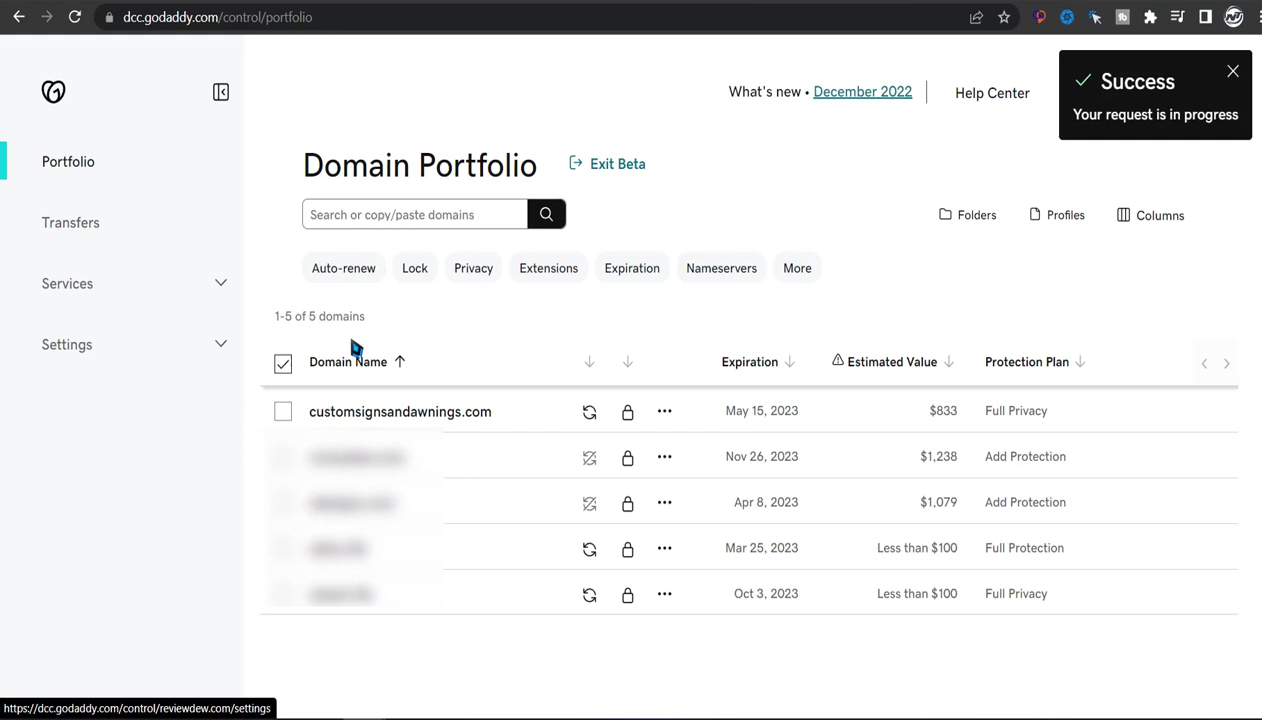 dcc.godaddy.com/control/portfolio
Success
Your request is in progress
What's new • December 2022
Help Center
Portfolio
Transfers
Services
Settings
Domain Portfolio
Exit Beta
Search or copy/paste domains
Folders
Profiles
Columns
Auto-renew
Lock
Privacy
Extensions
Expiration
Nameservers
More
1-5 of 5 domains
Domain Name
Expiration
Estimated Value
Protection Plan
customsignsandawnings.com May 15, 2023 $833 Full Privacy
Nov 26, 2023 $1,238 Add Protection
Apr 8, 2023 $1,079 Add Protection
Mar 25, 2023 Less than $100 Full Protection
Oct 3, 2023 Less than $100 Full Privacy
https://dcc.godaddy.com/control/reviewdew.com/settings